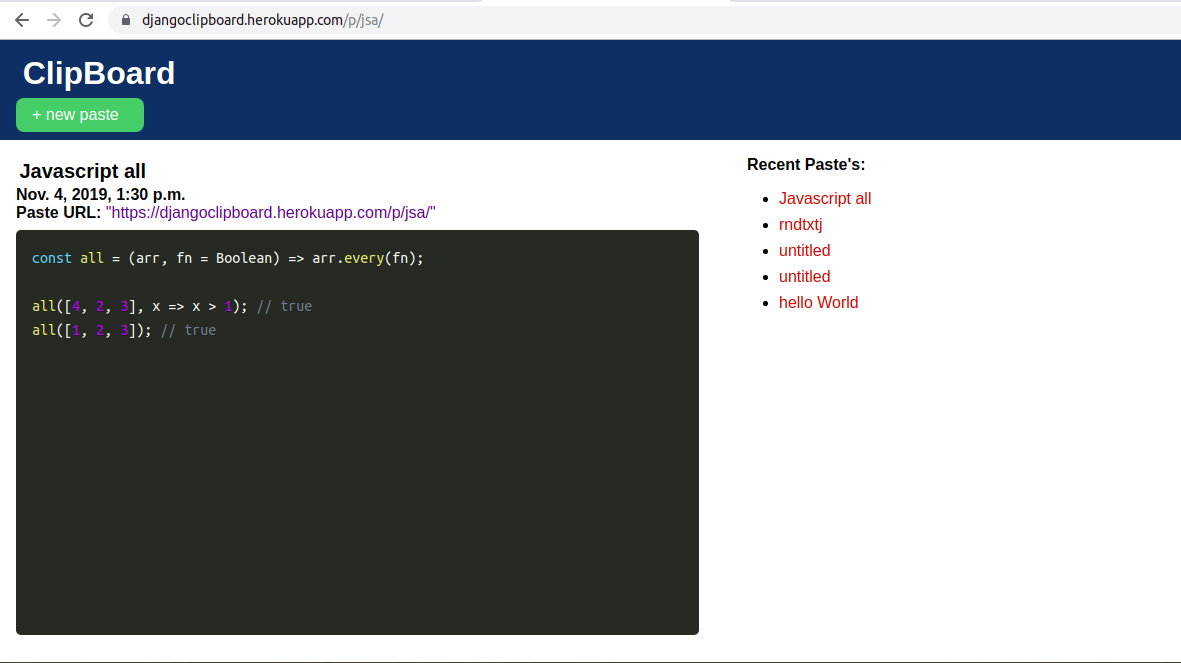 djangoclipboard.herokuapp.com/p/jsa/
ClipBoard
+ new paste
Javascript all
Nov. 4, 2019, 1:30 p.m.
Paste URL: "https://djangoclipboard.herokuapp.com/p/jsa/"
const all = (arr, fn = Boolean) => arr.every(fn);
all([4, 2, 3], x => x > 1); // true
all([1, 2, 3]); // true
Recent Paste's:
Javascript all
rndtxtj
untitled
untitled
hello World